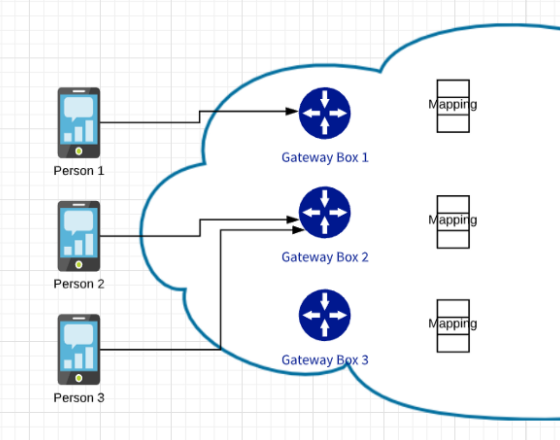 Person 1
Gateway Box 1
Mapping
Person 2
Gateway Box 2
Mapping
Person 3
Gateway Box 3
Mapping